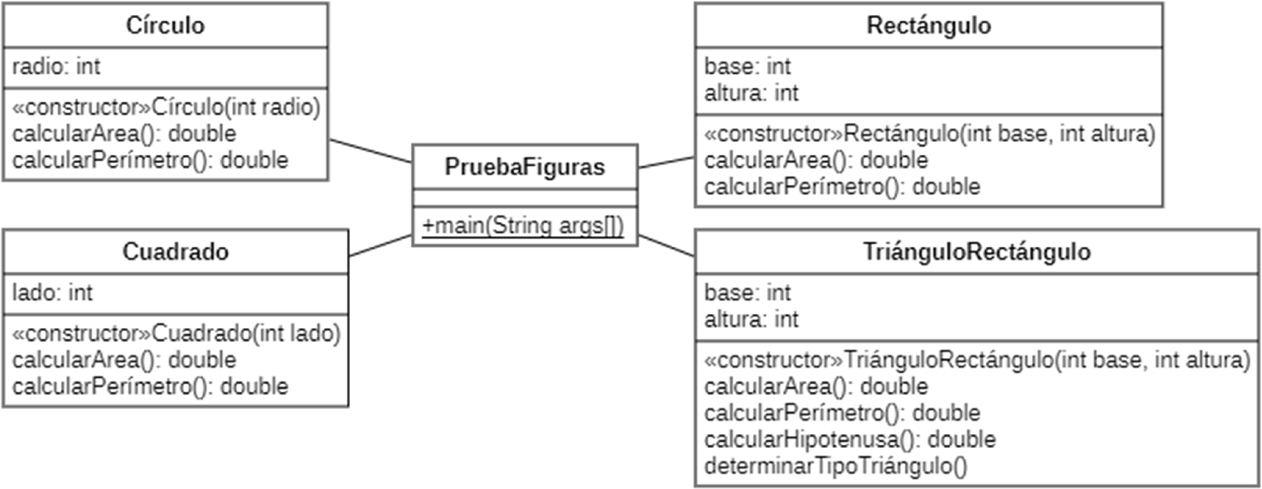 Círculo
radio: int
«constructor»Círculo(int radio)
calcularArea(): double
calcularPerímetro(): double
Rectángulo
base: int
altura: int
«constructor»Rectángulo(int base, int altura)
calcularArea(): double
calcularPerímetro(): double
PruebaFiguras
+main(String args[])
Cuadrado
lado: int
«constructor»Cuadrado(int lado)
calcularArea(): double
calcularPerímetro(): double
TriánguloRectángulo
base: int
altura: int
«constructor»TriánguloRectángulo(int base, int altura)
calcularArea(): double
calcularPerímetro(): double
calcularHipotenusa(): double
determinarTipoTriángulo()